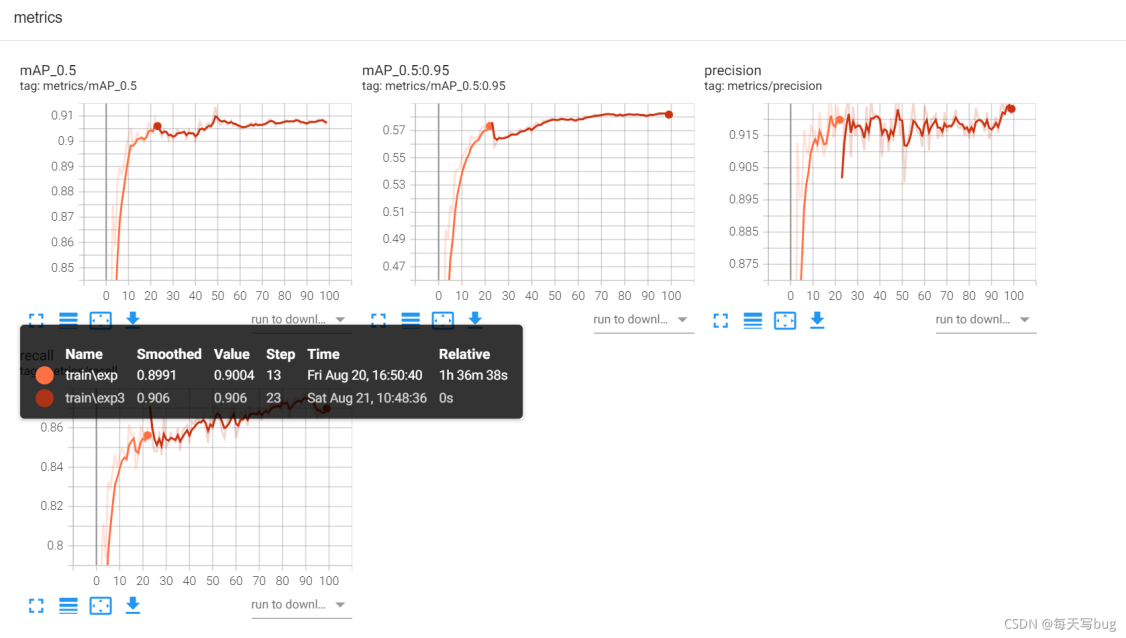 metrics
mAP_0.5
tag: metrics/mAP_0.5
0.91
0.9
0.89
0.88
0.87
0.86
0.85
0 10 20 30 40 50 60 70 80 90 100
run to downl...
mAP_0.5:0.95
tag: metrics/mAP_0.5:0.95
0.57
0.55
0.53
0.51
0.49
0.47
0 10 20 30 40 50 60 70 80 90 100
run to downl...
precision
tag: metrics/precision
0.915
0.905
0.895
0.885
0.875
0 10 20 30 40 50 60 70 80 90 100
run to downl...
recall
tag: metrics/recall
Name Smoothed Value Step Time Relative
train\exp 0.8991 0.9004 13 Fri Aug 20, 16:50:40 1h 36m 38s
train\exp3 0.906 0.906 23 Sat Aug 21, 10:48:36 0s
0.86
0.84
0.82
0.8
0 10 20 30 40 50 60 70 80 90 100
run to downl...
CSDN @每天写bug